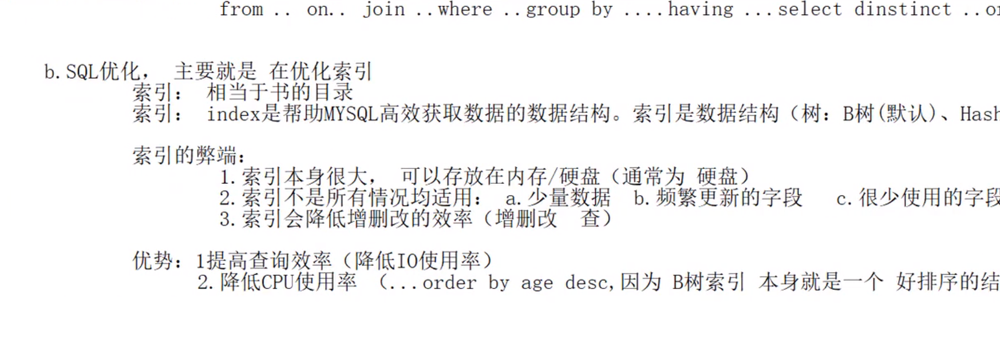 from .. on.. join ..where ..group by ....having ...select dinstinct ..
b.SQL优化， 主要就是 在优化索引
索引： 相当于书的目录
索引： index是帮助MYSQL高效获取数据的数据结构。索引是数据结构（树：B树(默认)、Hash
索引的弊端：
1.索引本身很大， 可以存放在内存/硬盘（通常为 硬盘）
2.索引不是所有情况均适用： a.少量数据 b.频繁更新的字段 c.很少使用的字段
3.索引会降低增删改的效率（增删改 查）
优势：1提高查询效率（降低IO使用率）
2.降低CPU使用率 （...order by age desc,因为 B树索引 本身就是一个 好排序的结